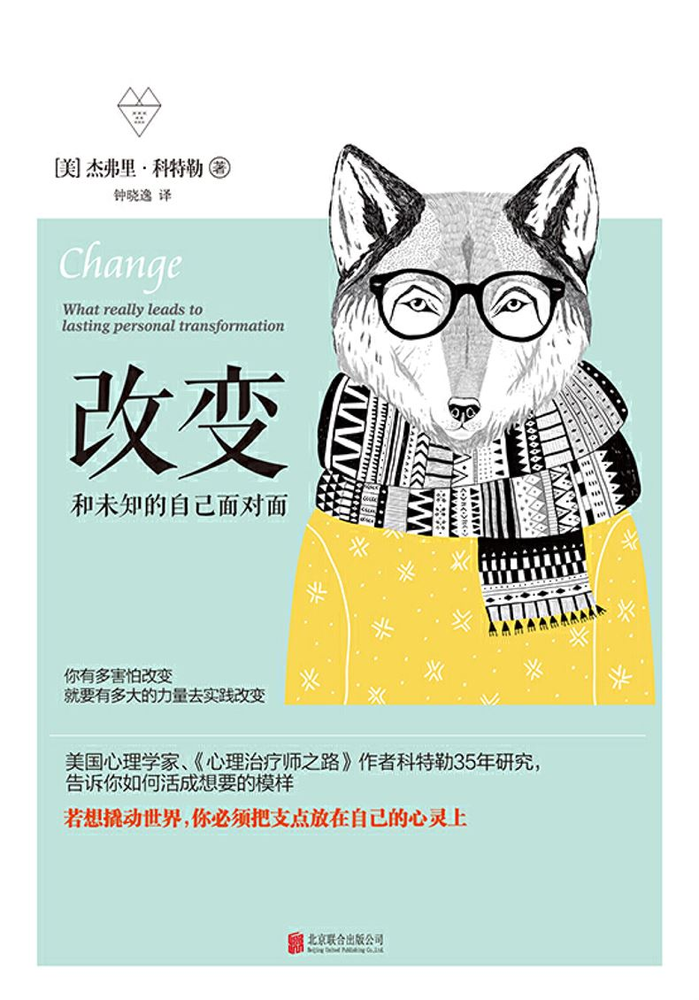 [美] 杰弗里·科特勒 著
钟晓逸 译
Change
What really leads to
lasting personal transformation
改变
和未知的自己面对面
你有多害怕改变
就要有多大的力量去实践改变
美国心理学家、《心理治疗师之路》作者科特勒35年研究，
告诉你如何活成想要的模样
若想撬动世界，你必须把支点放在自己的心灵上
北京联合出版公司
Beijing United Publishing Co.,Ltd.